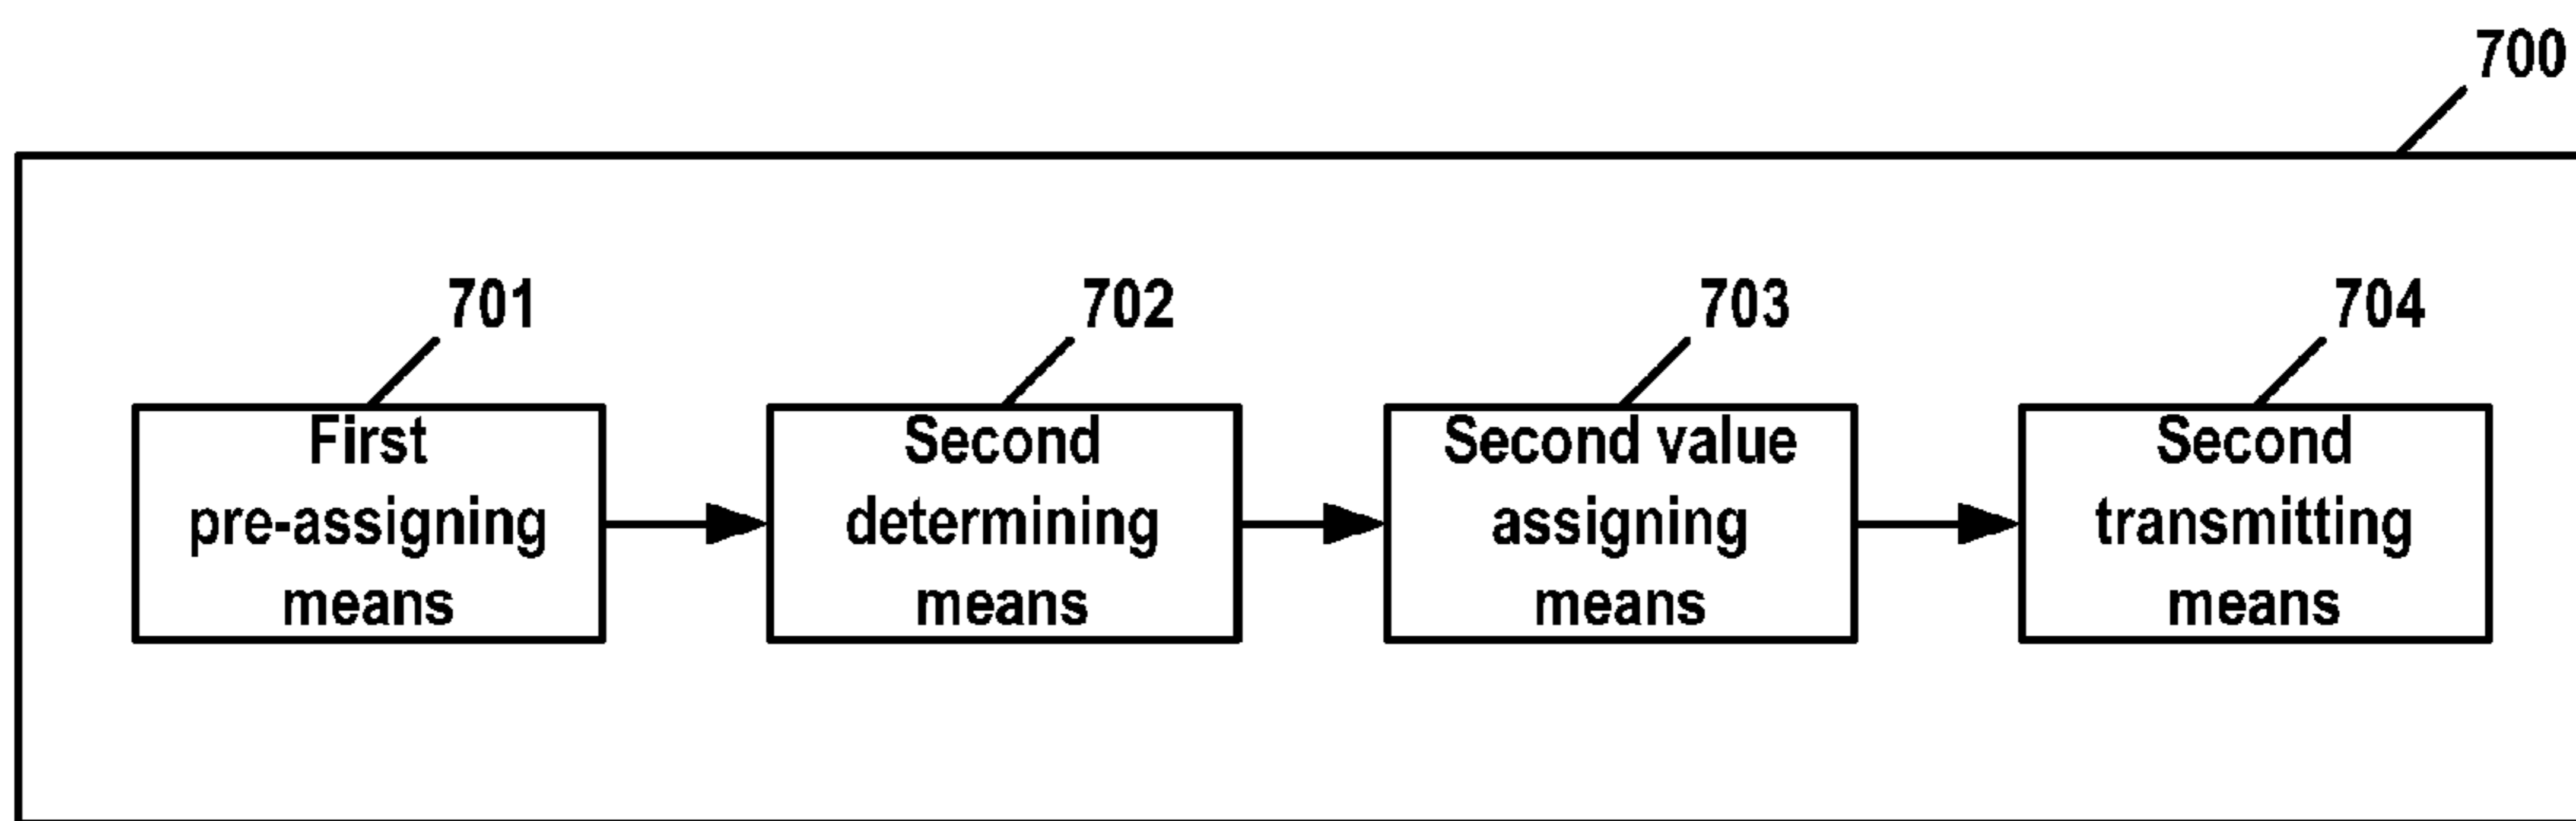 700
701
702
703
704
First
pre-assigning
means
Second
determining
means
Second value
assigning
means
Second
transmitting
means